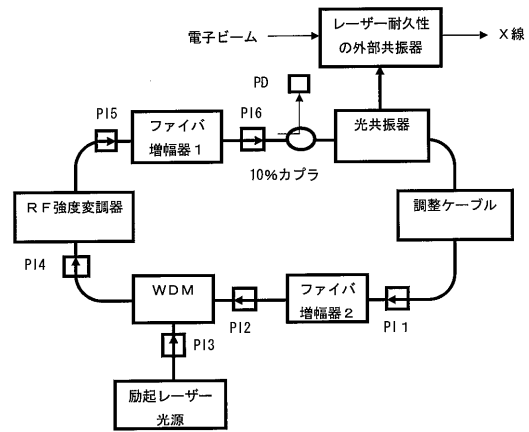 電子ビーム
レーザー耐久性
の外部共振器
X線
PD
PI5
ファイバ
増幅器1
PI6
光共振器
10%カプラ
RF強度変調器
調整ケーブル
PI4
WDM
PI2
ファイバ
増幅器2
PI1
PI3
励起レーザー
光源